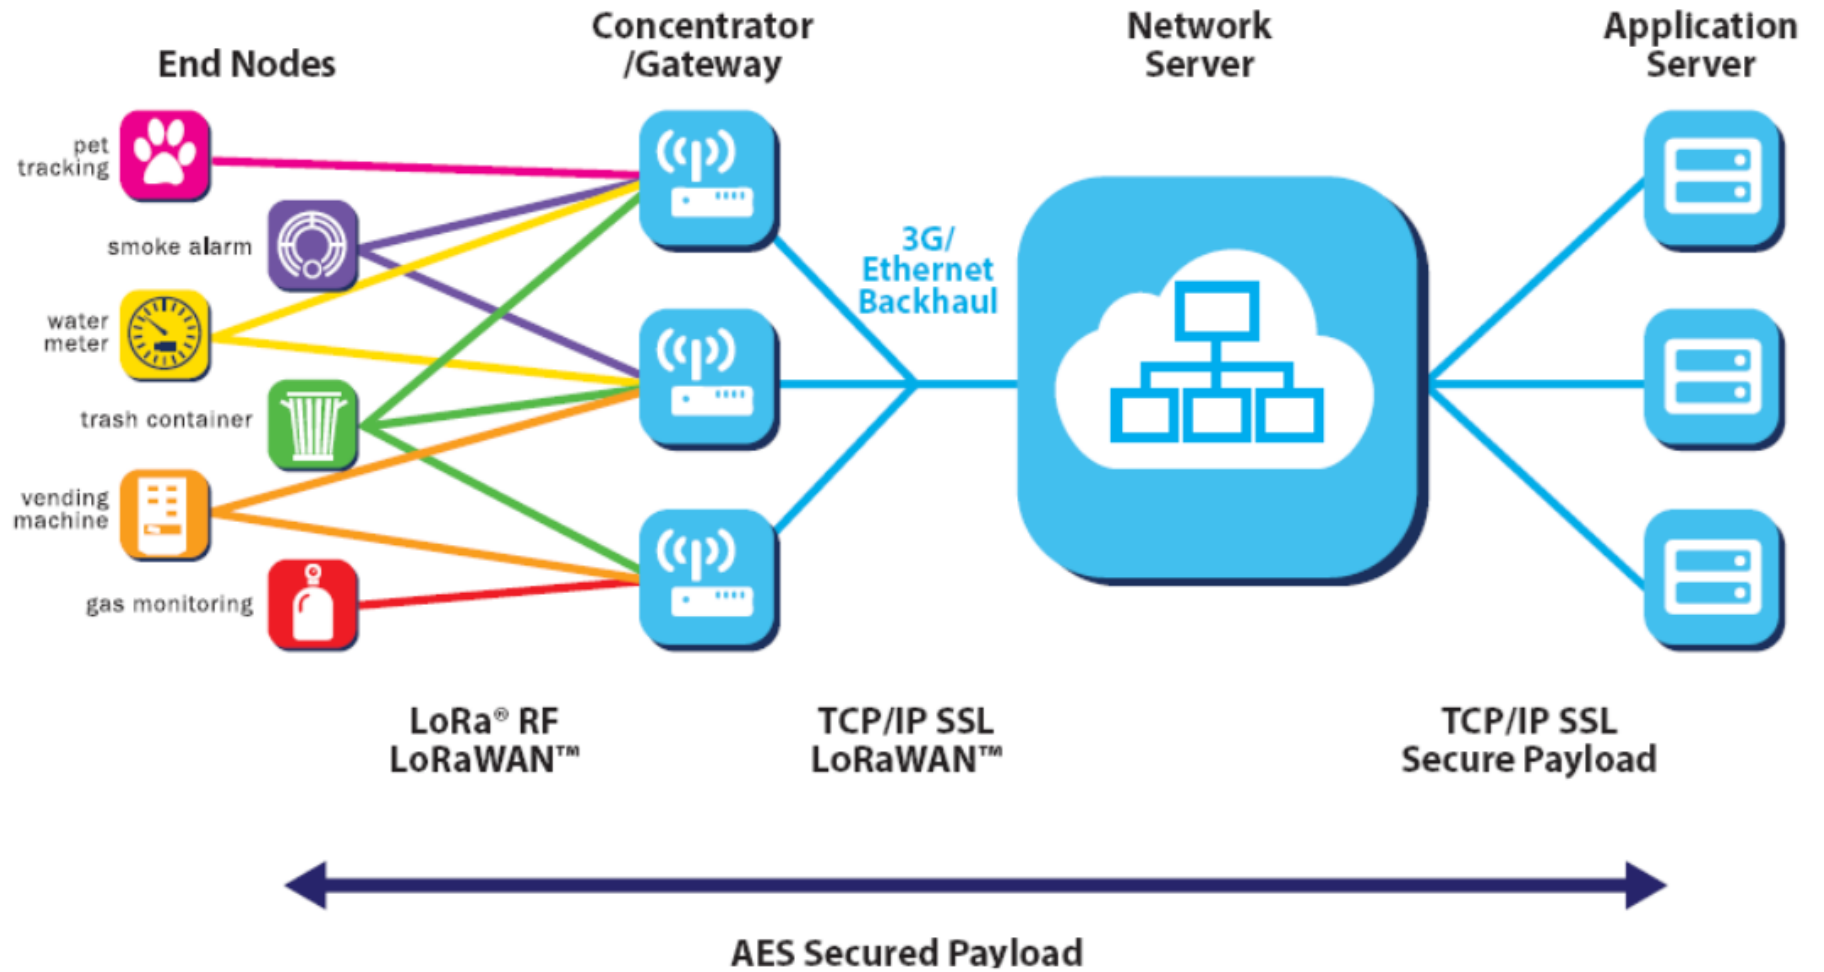 End Nodes
Concentrator
/Gateway
Network
Server
Application
Server
pet
tracking
smoke alarm
water
meter
trash container
vending
machine
gas monitoring
3G/
Ethernet
Backhaul
LoRa® RF
LoRaWAN™
TCP/IP SSL
LoRaWAN™
TCP/IP SSL
Secure Payload
AES Secured Payload